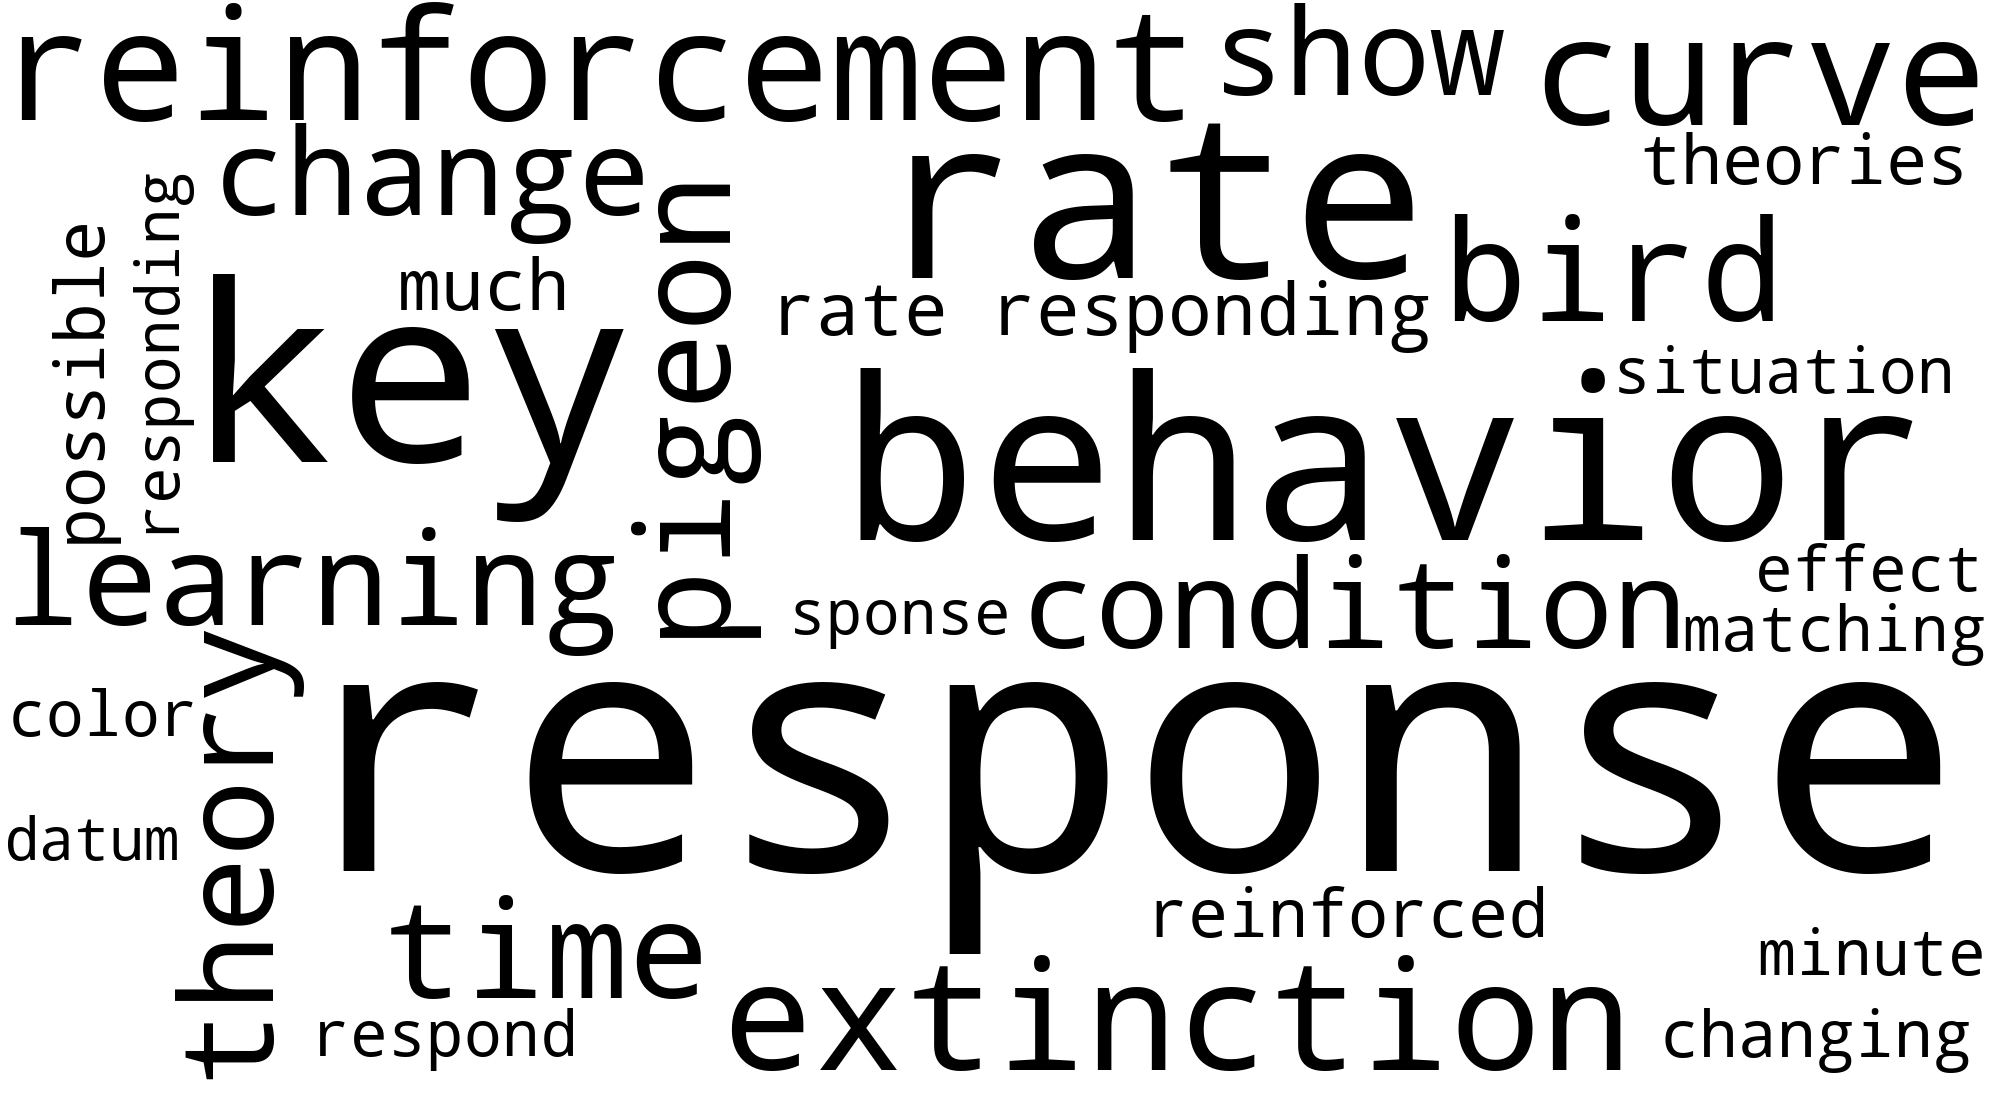 reinforcement
show
curve
change
rate
theories
possible
responding
key
much
pigeon
rate responding
bird
situation
behavior
learning
sponse
condition
effect
matching
color
theory
response
datum
time
reinforced
minute
respond
extinction
changing